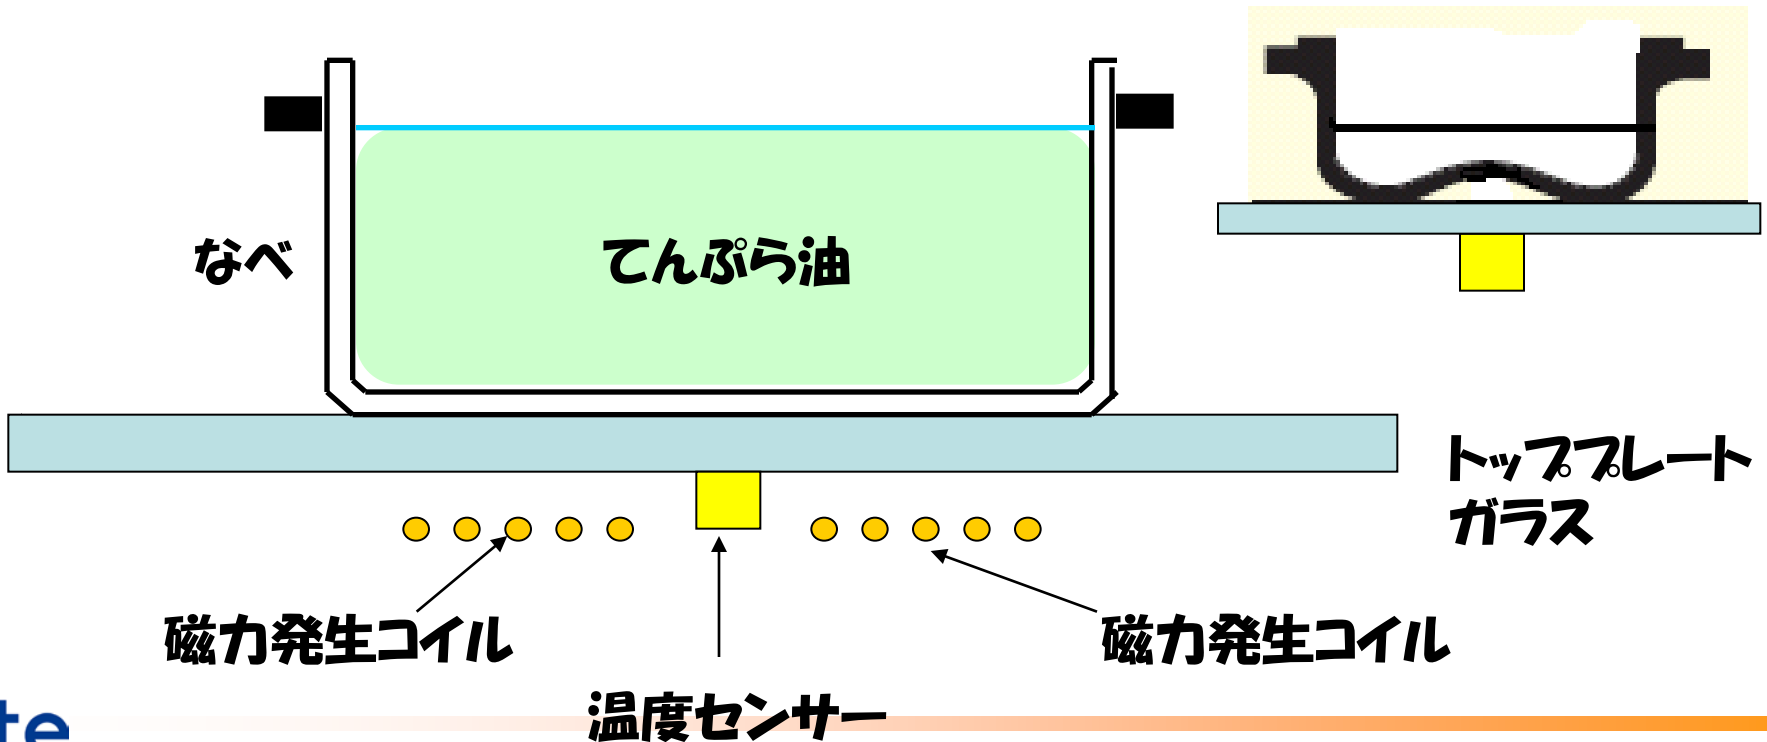 なべ
てんぷら油
トッププレート
ガラス
磁力発生コイル
磁力発生コイル
温度センサー
te